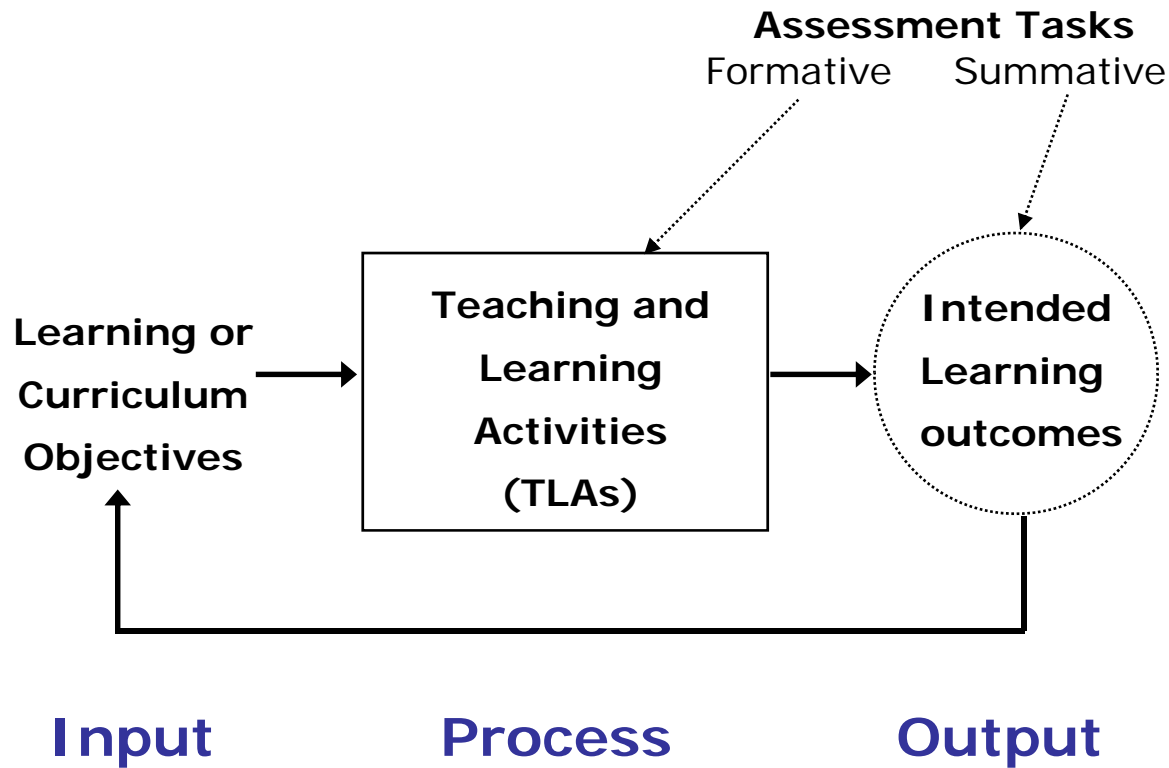 Assessment Tasks
Formative Summative
Learning or
Curriculum
Objectives
Teaching and
Learning
Activities
(TLAs)
Intended
Learning
outcomes
Input Process Output